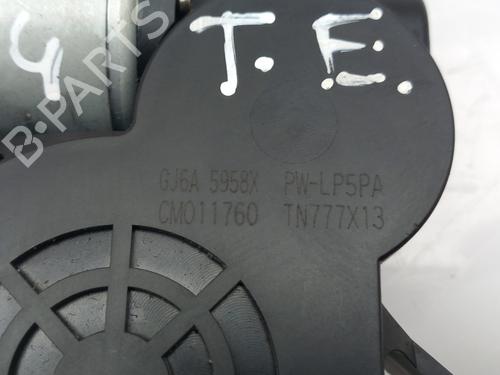 G T.E.
B-PARTS
GJ6A 5958X PW-LP5PA
CM011760 TN777X13